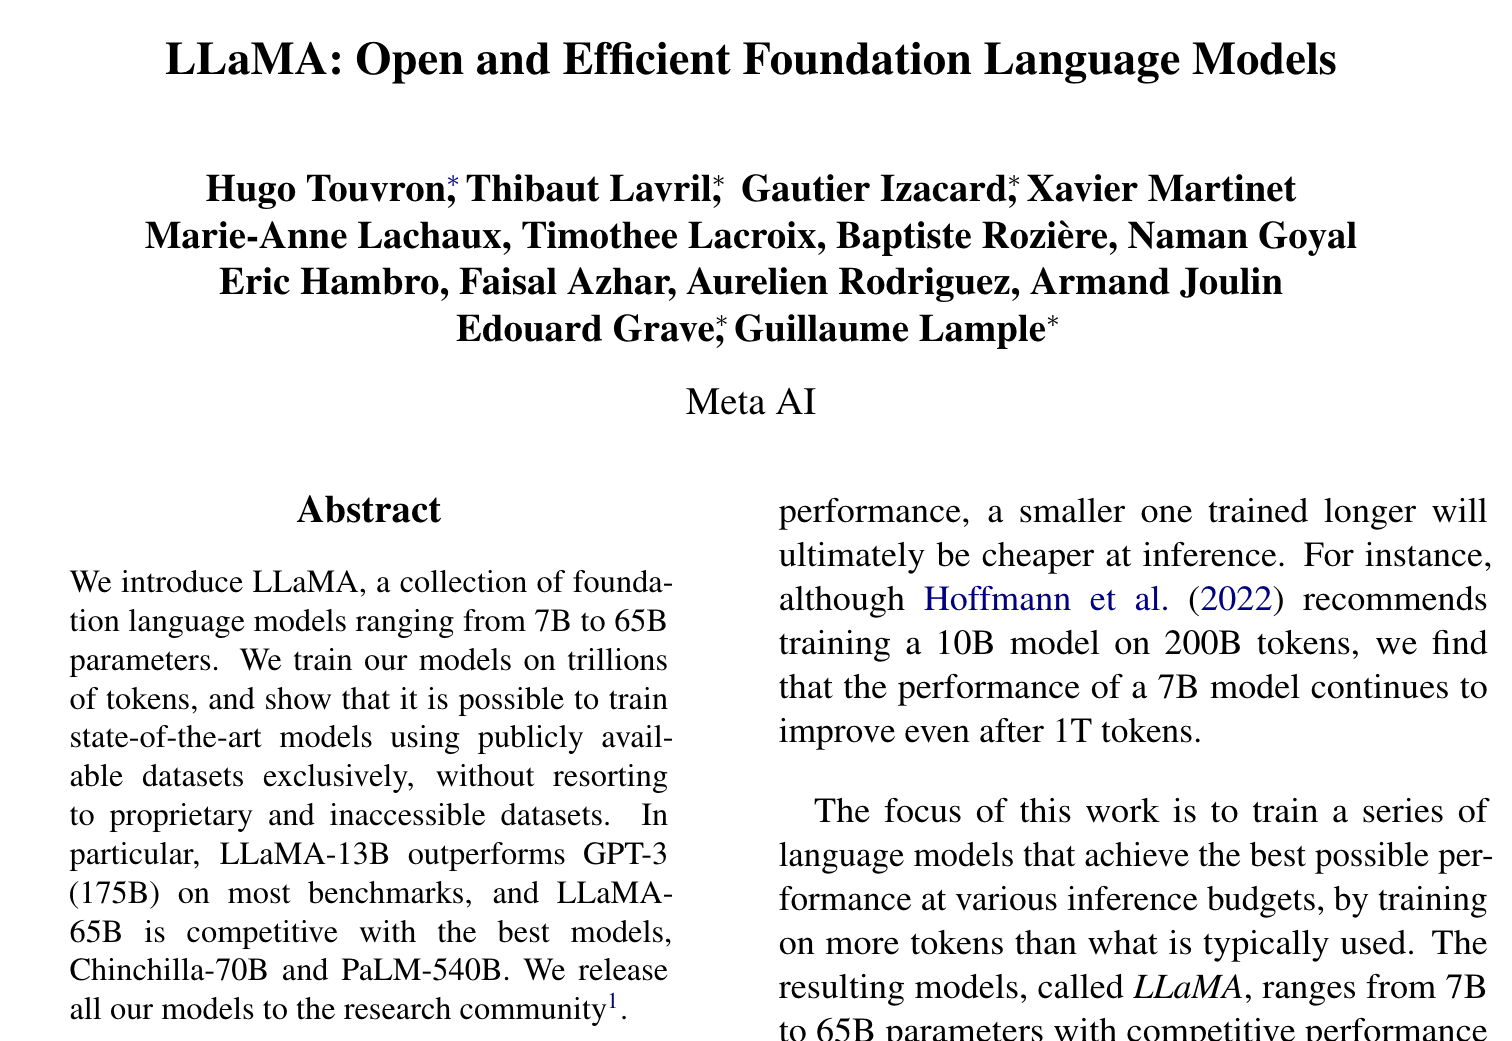 LLaMA: Open and Efficient Foundation Language Models
Hugo Touvron,* Thibaut Lavril,* Gautier Izacard,* Xavier Martinet
Marie-Anne Lachaux, Timothee Lacroix, Baptiste Rozière, Naman Goyal
Eric Hambro, Faisal Azhar, Aurelien Rodriguez, Armand Joulin
Edouard Grave,* Guillaume Lample*
Meta AI
Abstract
We introduce LLaMA, a collection of founda-
tion language models ranging from 7B to 65B
parameters. We train our models on trillions
of tokens, and show that it is possible to train
state-of-the-art models using publicly avail-
able datasets exclusively, without resorting
to proprietary and inaccessible datasets. In
particular, LLaMA-13B outperforms GPT-3
(175B) on most benchmarks, and LLaMA-
65B is competitive with the best models,
Chinchilla-70B and PaLM-540B. We release
all our models to the research community1.
performance, a smaller one trained longer will
ultimately be cheaper at inference. For instance,
although Hoffmann et al. (2022) recommends
training a 10B model on 200B tokens, we find
that the performance of a 7B model continues to
improve even after 1T tokens.
The focus of this work is to train a series of
language models that achieve the best possible per-
formance at various inference budgets, by training
on more tokens than what is typically used. The
resulting models, called LLaMA, ranges from 7B
to 65B parameters with competitive performance